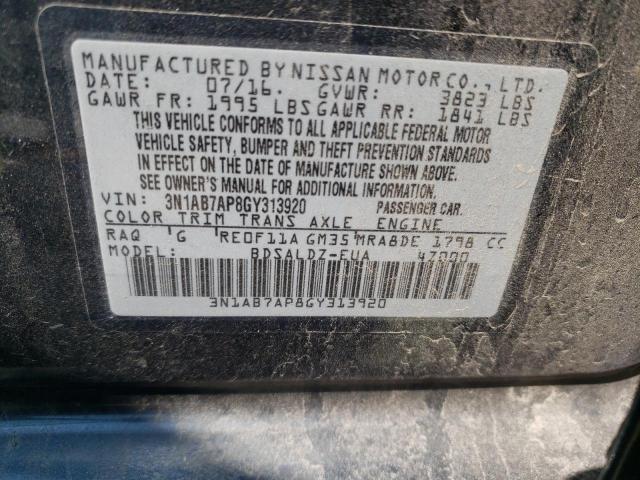 MANUFACTURED BY NISSAN MOTOR CO., LTD.
DATE: 07/16. GVWR: 3823 LBS
GAWR FR: 1995 LBS GAWR RR: 1841 LBS
THIS VEHICLE CONFORMS TO ALL APPLICABLE FEDERAL MOTOR
VEHICLE SAFETY, BUMPER AND THEFT PREVENTION STANDARDS
IN EFFECT ON THE DATE OF MANUFACTURE SHOWN ABOVE.
SEE OWNER'S MANUAL FOR ADDITIONAL INFORMATION.
VIN: 3N1AB7AP8GY313920 PASSENGER CAR.
COLOR TRIM TRANS AXLE ENGINE
RAQ G RE0F11A GM35 MRA8DE 1798 CC
MODEL: BDSALDZ-EUA 47000
3N1AB7AP8GY313920